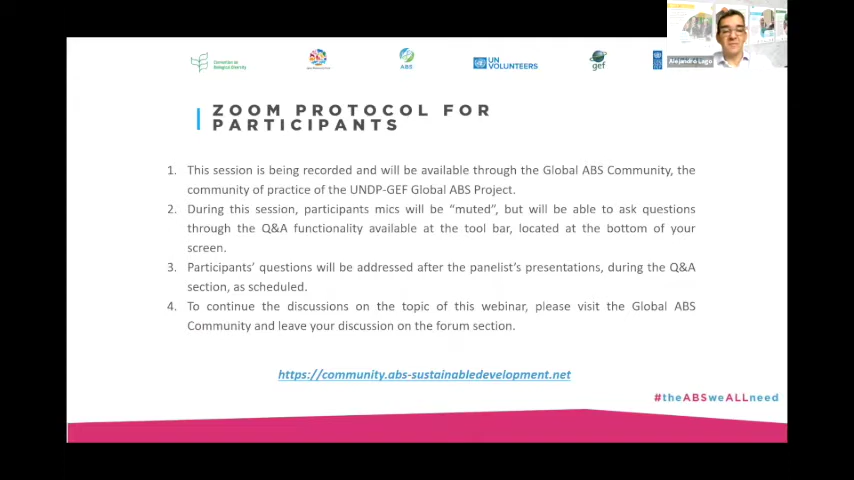 Alejandro Lago
Convention on
Biological Diversity
ABS
UN
VOLUNTEERS
gef
ZOOM PROTOCOL FOR
PARTICIPANTS
1. This session is being recorded and will be available through the Global ABS Community, the
community of practice of the UNDP-GEF Global ABS Project.
2. During this session, participants mics will be “muted”, but will be able to ask questions
through the Q&A functionality available at the tool bar, located at the bottom of your
screen.
3. Participants’ questions will be addressed after the panelist’s presentations, during the Q&A
section, as scheduled.
4. To continue the discussions on the topic of this webinar, please visit the Global ABS
Community and leave your discussion on the forum section.
https://community.abs-sustainabledevelopment.net
#theABSweALLneed